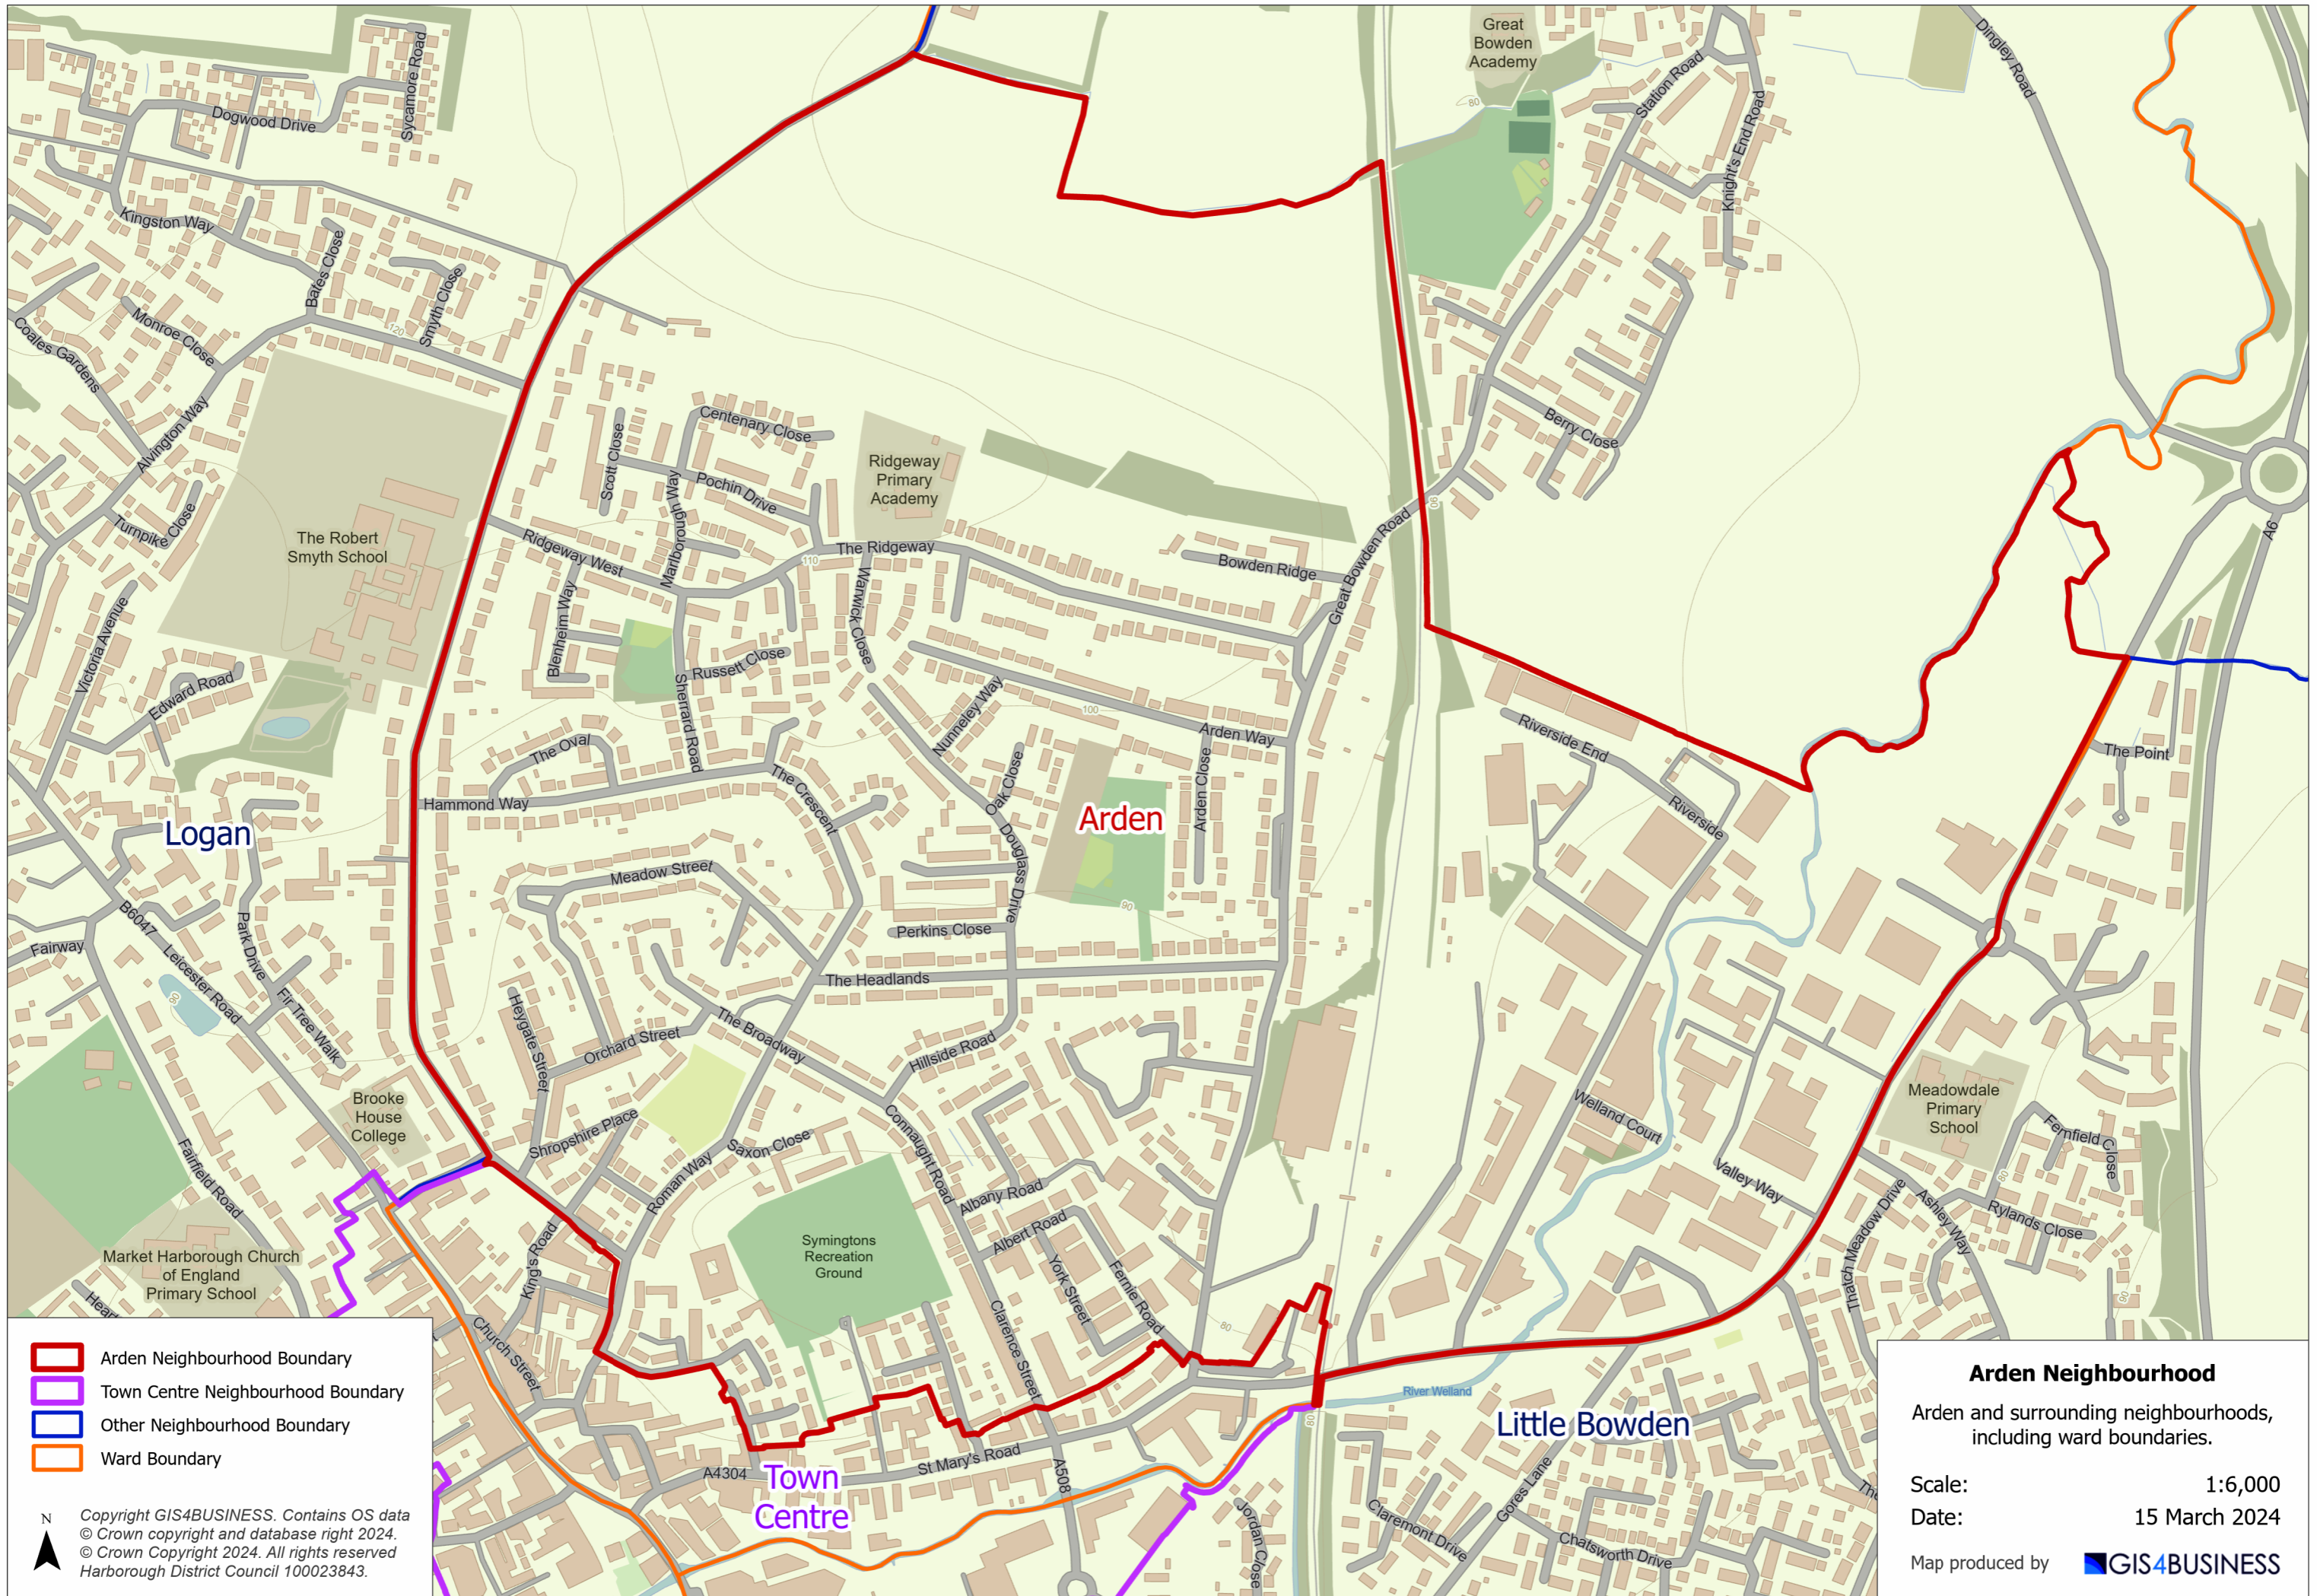 Great
Bowden
Academy
Dingley Road
Sycamore Road
Station Road
Dogwood Drive
80
Knight's End Road
Kingston Way
Bates Close
Smyth Close
Monroe Close
120
Coales Gardens
Alvington Way
Centenary Close
Berry Close
Scott Close
Ridgeway
Primary
Academy
Pochin Drive
Marlborough Way
Turnpike Close
The Robert
Smyth School
90
A6
Ridgeway West
The Ridgeway
110
Bowden Ridge
Great Bowden Road
Warwick Close
Blenheim Way
Victoria Avenue
Russett Close
Edward Road
Sherrard Road
Nunneley Way
100
Arden Way
Riverside End
The Point
The Oval
The Crescent
Oak Close
Arden Close
Hammond Way
Arden
Riverside
Logan
Douglass Drive
Meadow Street
90
B6047
Park Drive
Perkins Close
Fairway
Leicester Road
The Headlands
90
Fir Tree Walk
Heygate Street
The Broadway
Orchard Street
Hillside Road
Brooke
House
College
Meadowdale
Primary
School
Welland Court
Connaught Road
Shropshire Place
Saxon Close
Fernfield Close
Fairfield Road
Roman Way
Albany Road
Valley Way
80
Thatch Meadow Drive
Ashley Way
Rylands Close
Albert Road
Symingtons
Recreation
Ground
King's Road
York Street
Fernie Road
Market Harborough Church
of England
Primary School
90
Church Street
Clarence Street
80
River Welland
80
Little Bowden
St Mary's Road
A4304
A508
Town
Centre
Gores Lane
Claremont Drive
Chatsworth Drive
Jordan Close
Arden Neighbourhood Boundary
Town Centre Neighbourhood Boundary
Other Neighbourhood Boundary
Ward Boundary
N
Copyright GIS4BUSINESS. Contains OS data
© Crown copyright and database right 2024.
© Crown Copyright 2024. All rights reserved
Harborough District Council 100023843.
Arden Neighbourhood
Arden and surrounding neighbourhoods,
including ward boundaries.
Scale: 1:6,000
Date: 15 March 2024
Map produced by GIS4BUSINESS